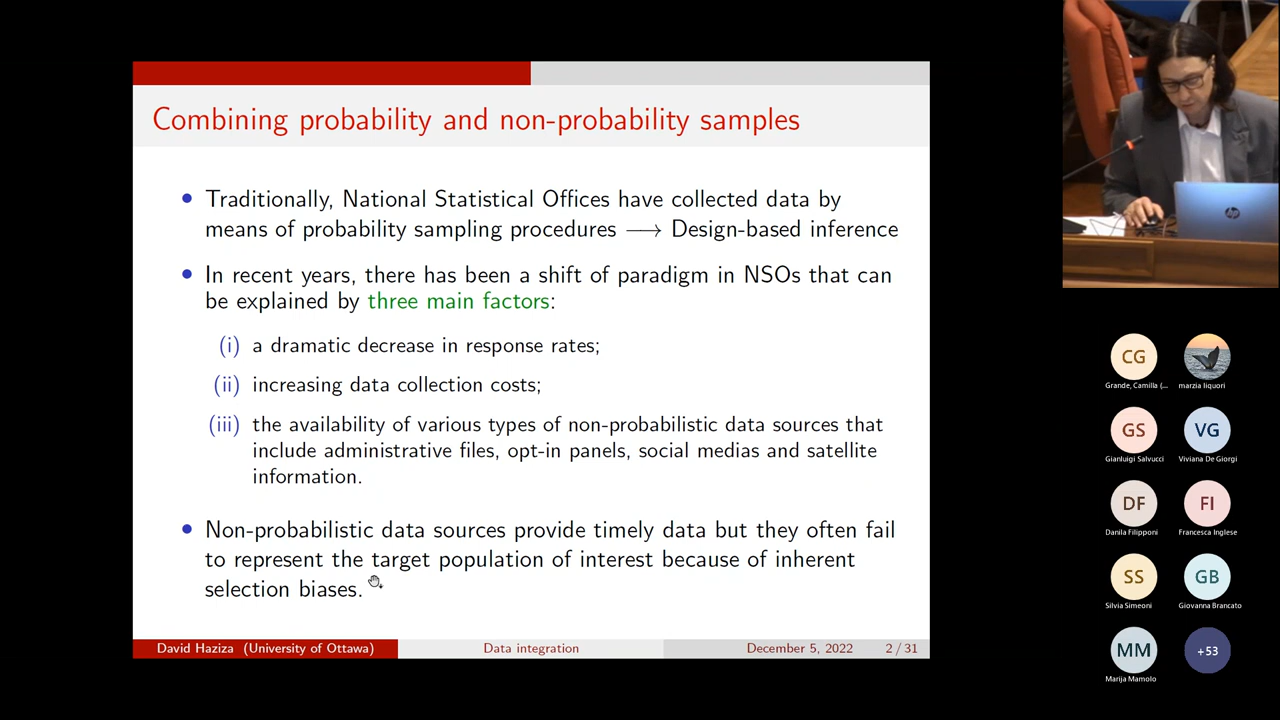 Combining probability and non-probability samples
• Traditionally, National Statistical Offices have collected data by
means of probability sampling procedures ⟶ Design-based inference
• In recent years, there has been a shift of paradigm in NSOs that can
be explained by three main factors:
(i) a dramatic decrease in response rates;
(ii) increasing data collection costs;
(iii) the availability of various types of non-probabilistic data sources that
include administrative files, opt-in panels, social medias and satellite
information.
• Non-probabilistic data sources provide timely data but they often fail
to represent the target population of interest because of inherent
selection biases.
David Haziza (University of Ottawa) Data integration December 5, 2022 2 / 31
hp
CG
Grande, Camilla (...
marzia liquori
GS VG
Gianluigi Salvucci Viviana De Giorgi
DF FI
Danila Filipponi Francesca Inglese
SS GB
Silvia Simeoni Giovanna Brancato
MM +53
Marija Mamolo